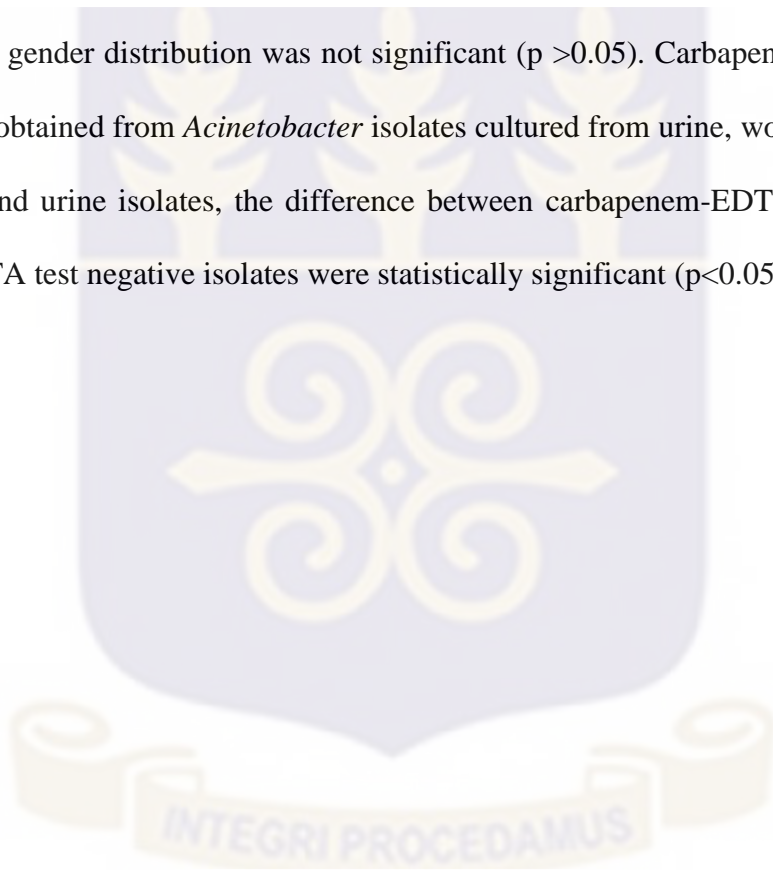 gender distribution was not significant (p >0.05). Carbapen
obtained from Acinetobacter isolates cultured from urine, wo
nd urine isolates, the difference between carbapenem-EDT
TA test negative isolates were statistically significant (p<0.05
INTEGRI PROCEDAMUS